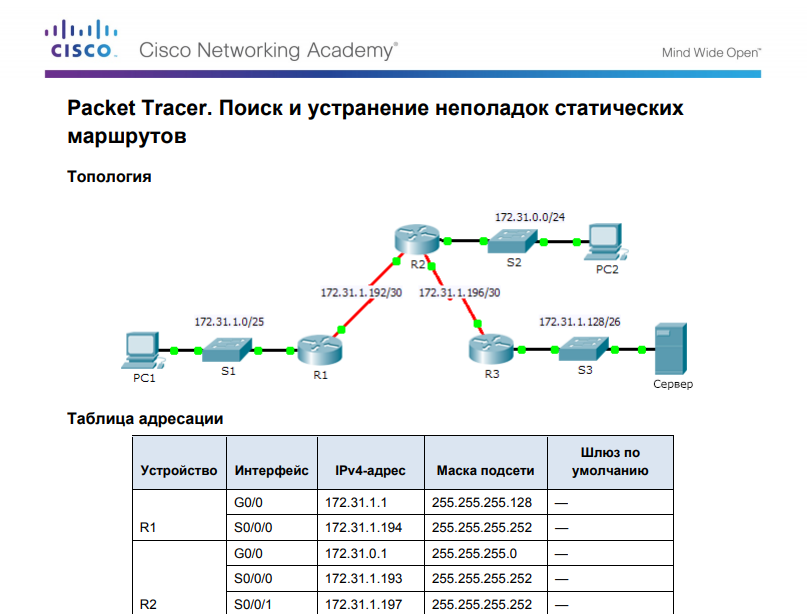 CISCO Cisco Networking Academy® Mind Wide Open™
Packet Tracer. Поиск и устранение неполадок статических
маршрутов
Топология
172.31.0.0/24
R2
S2
PC2
172.31.1.192/30 172.31.1.196/30
172.31.1.0/25
172.31.1.128/26
PC1
S1
R1
R3
S3
Сервер
Таблица адресации
Устройство Интерфейс IPv4-адрес Маска подсети Шлюз по умолчанию
G0/0 172.31.1.1 255.255.255.128 —
R1 S0/0/0 172.31.1.194 255.255.255.252 —
G0/0 172.31.0.1 255.255.255.0 —
S0/0/0 172.31.1.193 255.255.255.252 —
R2 S0/0/1 172.31.1.197 255.255.255.252 —